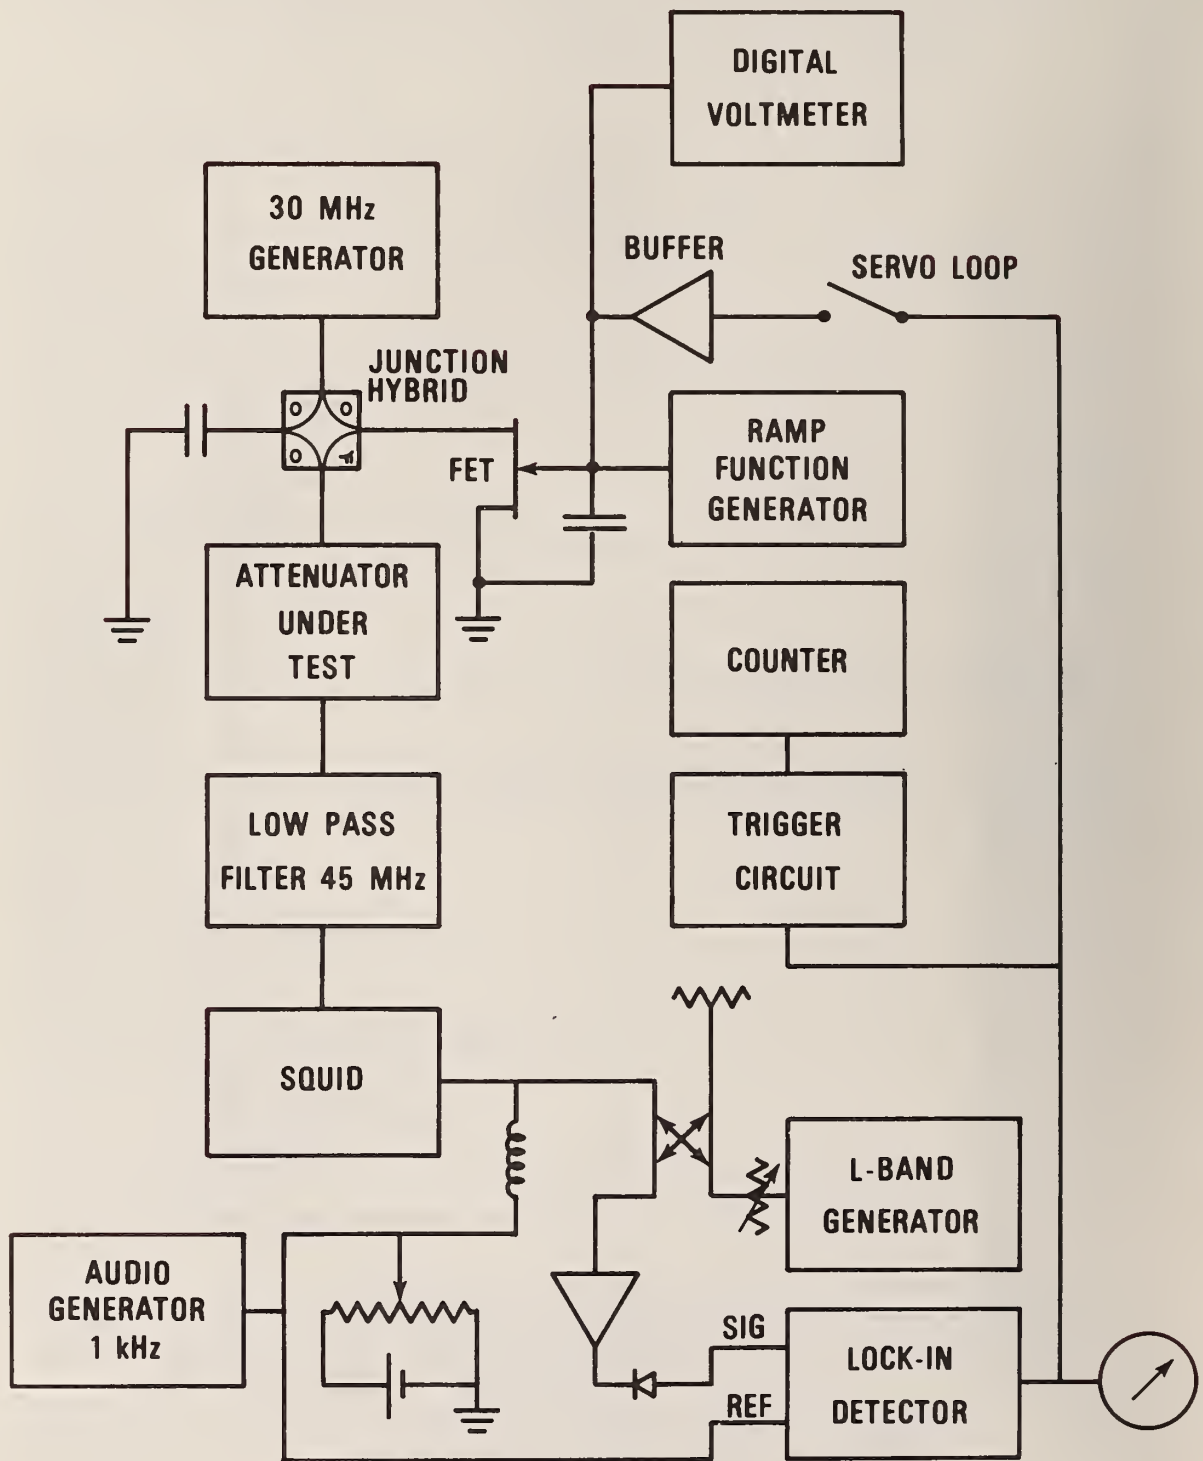 DIGITAL
VOLTMETER
30 MHz
GENERATOR
BUFFER
SERVO LOOP
JUNCTION
HYBRID
O O
O π
FET
RAMP
FUNCTION
GENERATOR
ATTENUATOR
UNDER
TEST
COUNTER
LOW PASS
FILTER 45 MHz
TRIGGER
CIRCUIT
SQUID
L-BAND
GENERATOR
AUDIO
GENERATOR
1 kHz
SIG
REF
LOCK-IN
DETECTOR